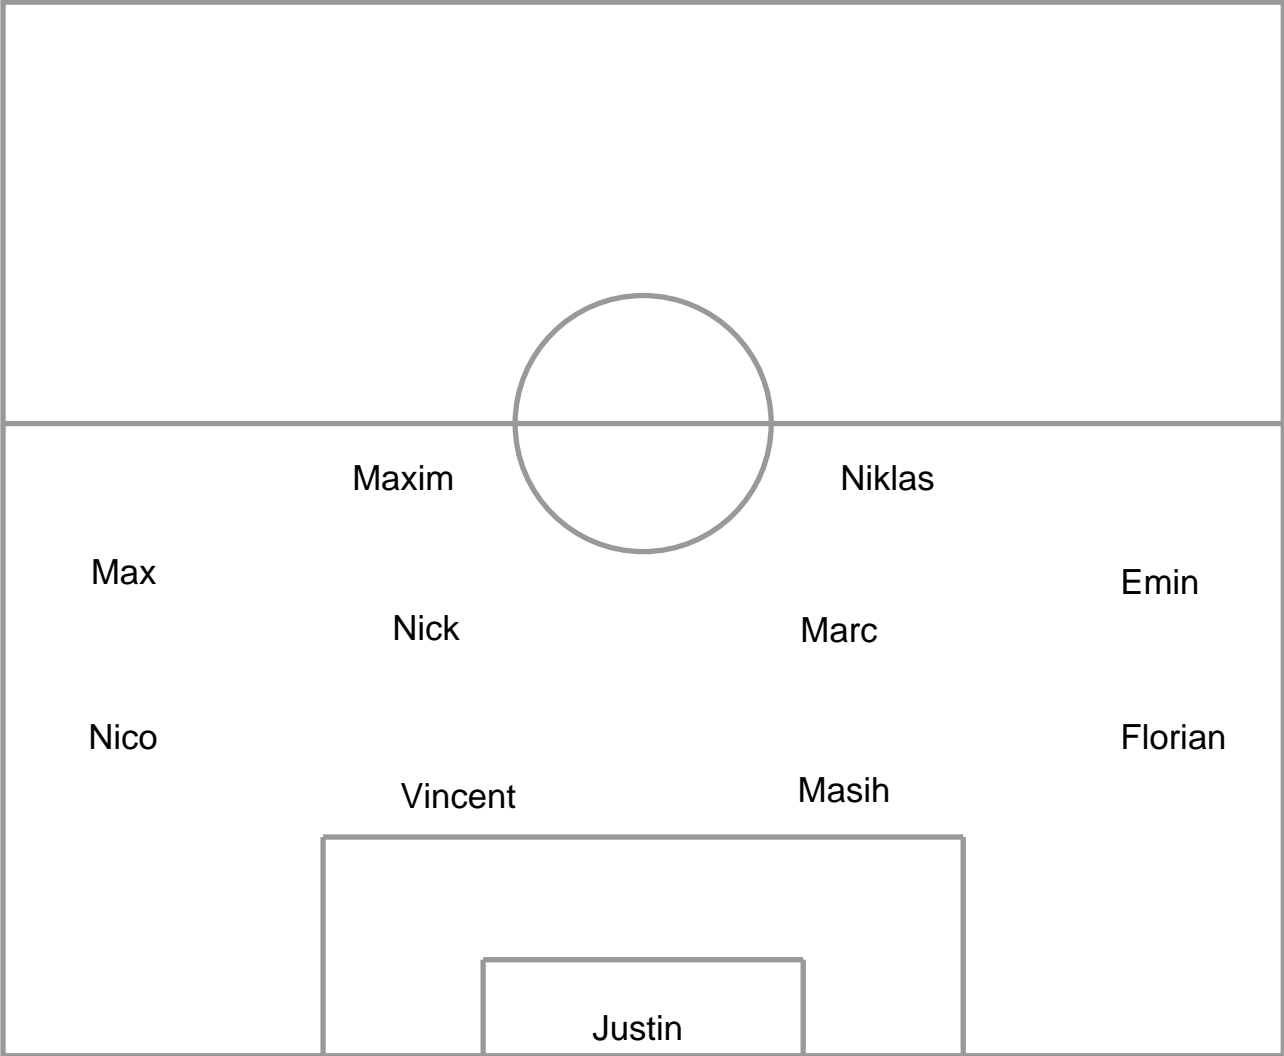 Maxim Niklas
Max Emin
Nick Marc
Nico Florian
Vincent Masih
Justin